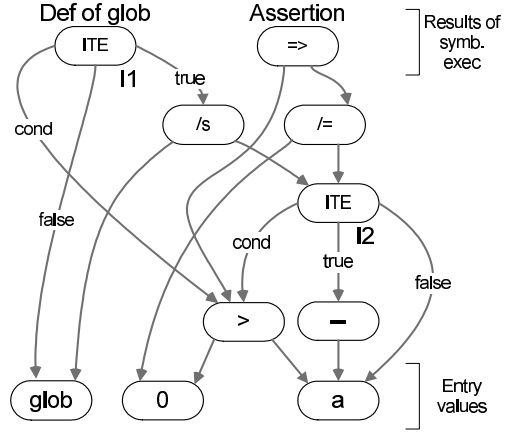 Def of glob
Assertion
Results of
symb.
exec
ITE
=>
I1
true
cond
/s
/=
false
ITE
I2
cond
true
false
>
–
glob
0
a
Entry
values